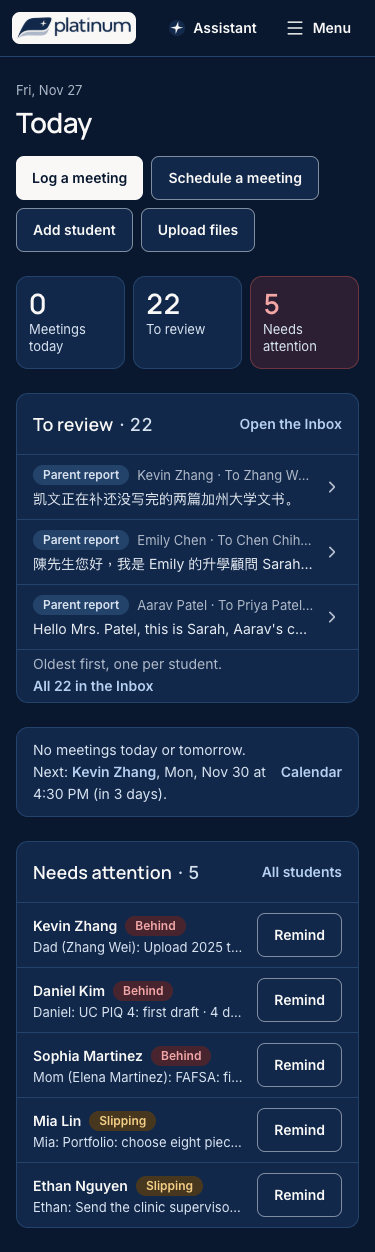 platinum
Assistant
Menu
Fri, Nov 27
Today
Log a meeting
Schedule a meeting
Add student
Upload files
0
Meetings
today
22
To review
5
Needs
attention
To review · 22
Open the Inbox
Parent report Kevin Zhang · To Zhang W...
凯文正在补还没写完的两篇加州大学文书。
Parent report Emily Chen · To Chen Chih...
陳先生您好，我是 Emily 的升學顧問 Sarah...
Parent report Aarav Patel · To Priya Patel...
Hello Mrs. Patel, this is Sarah, Aarav's c...
Oldest first, one per student.
All 22 in the Inbox
No meetings today or tomorrow.
Next: Kevin Zhang, Mon, Nov 30 at
4:30 PM (in 3 days).
Calendar
Needs attention · 5
All students
Kevin Zhang Behind
Dad (Zhang Wei): Upload 2025 t...
Remind
Daniel Kim Behind
Daniel: UC PIQ 4: first draft · 4 d...
Remind
Sophia Martinez Behind
Mom (Elena Martinez): FAFSA: fi...
Remind
Mia Lin Slipping
Mia: Portfolio: choose eight piec...
Remind
Ethan Nguyen Slipping
Ethan: Send the clinic superviso...
Remind